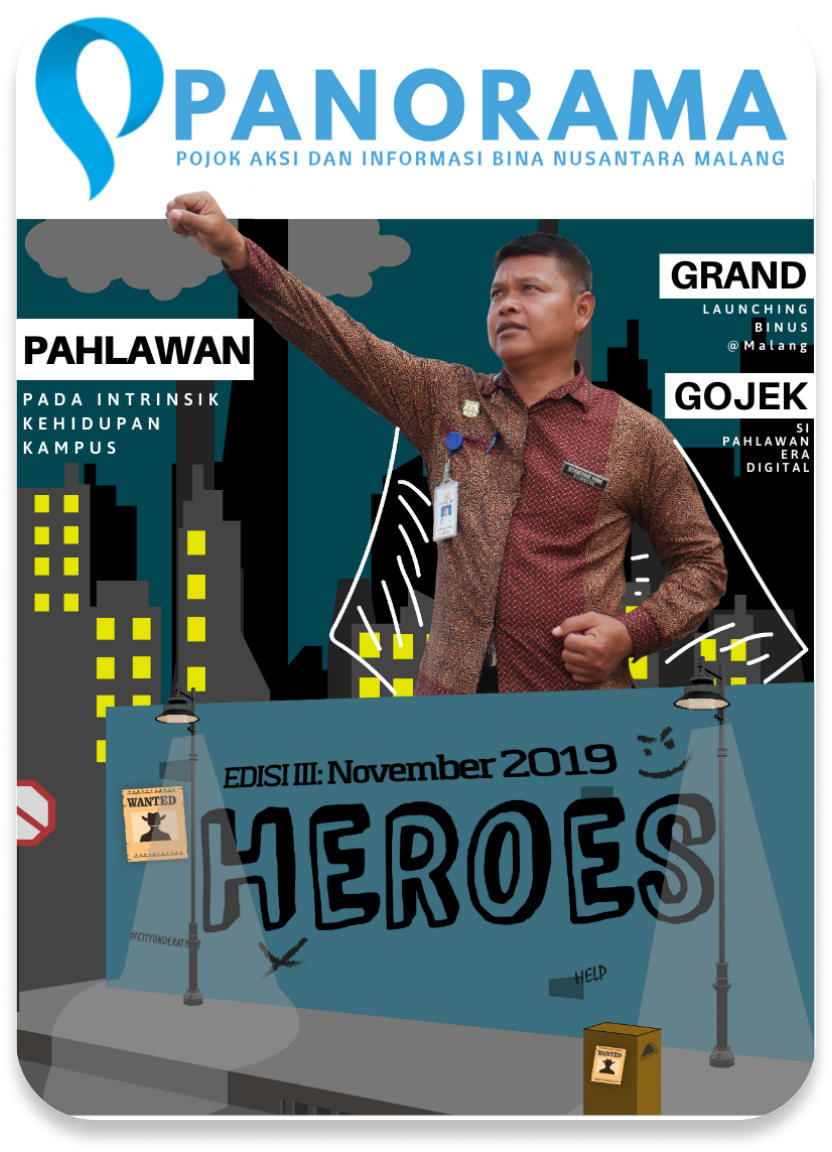 PANORAMA
POJOK AKSI DAN INFORMASI BINA NUSANTARA MALANG
GRAND
LAUNCHING
BINUS
@Malang
PAHLAWAN
PADA INTRINSIK
KEHIDUPAN
KAMPUS
GOJEK
SI
PAHLAWAN
ERA
DIGITAL
EDISI III: November 2019
WANTED
HEROES
HELP
WANTED